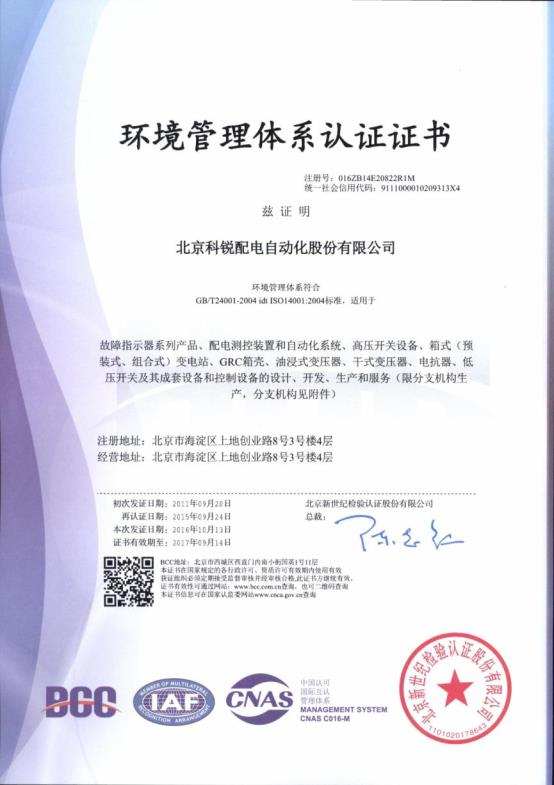 环境管理体系认证证书
注册号：016ZB14E20822R1M
统一社会信用代码：9111000010209313X4
兹证明
北京科锐配电自动化股份有限公司
环境管理体系符合
GB/T24001-2004 idt ISO14001:2004标准，适用于
故障指示器系列产品、配电测控装置和自动化系统、高压开关设备、箱式（预
装式、组合式）变电站、GRC箱壳、油浸式变压器、干式变压器、电抗器、低
压开关及其成套设备和控制设备的设计、开发、生产和服务（限分支机构生
产，分支机构见附件）
注册地址：北京市海淀区上地创业路8号3号楼4层
经营地址：北京市海淀区上地创业路8号3号楼4层
初次发证日期：2011年09月20日
再认证日期：2015年09月24日
本次发证日期：2016年10月13日
证书有效期至：2017年09月14日
北京新世纪检验认证股份有限公司
总裁：
BCC地址：北京市西城区西直门内南小街国英1号11层
本证书在国家规定的各行政许可、资质许可有效期内使用有效
获证组织必须定期接受监督审核并经审核合格，此证书方继续有效。
证书有效性可通过网站：www.bcc.com.cn查询，也可二维码查询
本证书信息可在国家认监委网站www.cnca.gov.cn查询
BCC
MEMBER OF MULTILATERAL
IAF
RECOGNITION ARRANGEMENT
CNAS
中国认可
国际互认
管理体系
MANAGEMENT SYSTEM
CNAS C016-M
北京新世纪检验认证股份有限公司
1101020178643